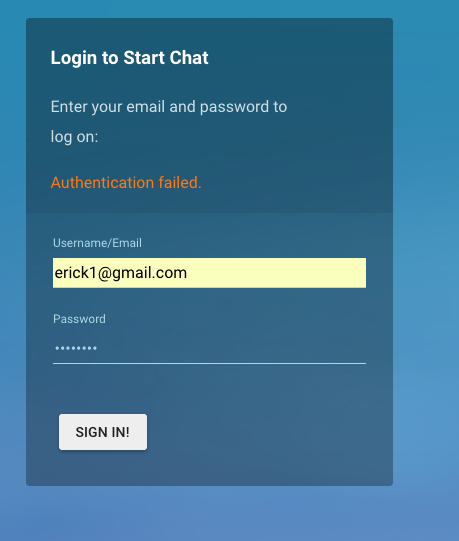 Login to Start Chat
Enter your email and password to
log on:
Authentication failed.
Username/Email
erick1@gmail.com
Password
••••••••
SIGN IN!